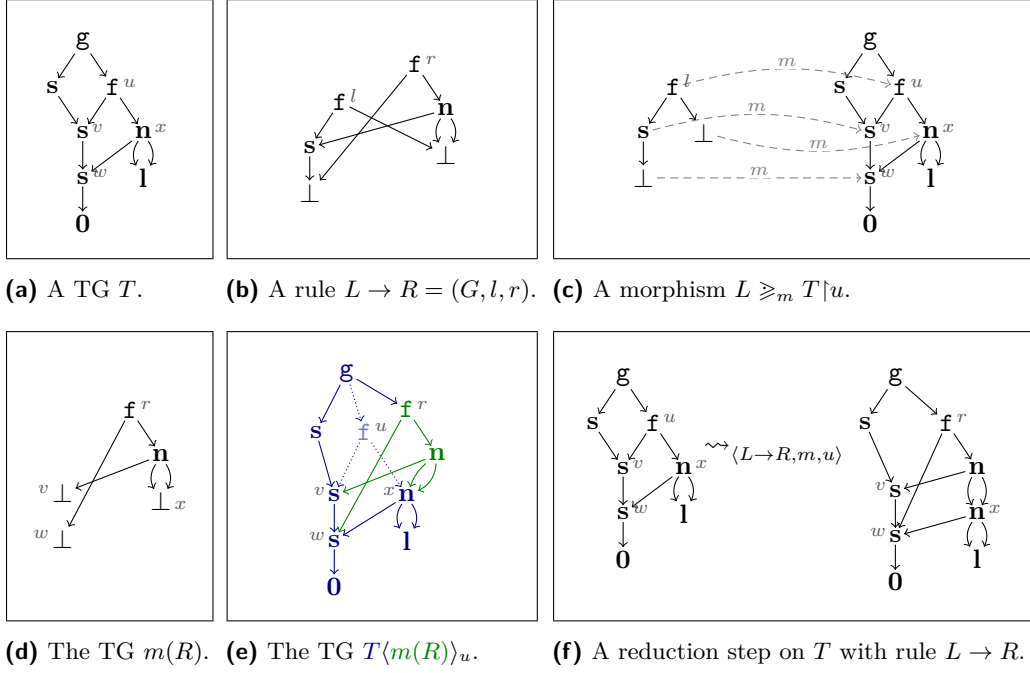 g
s f u
s v n x
s w l
0
(a) A TG T.
f r
f l n
s ⊥
⊥
(b) A rule L → R = (G, l, r).
g
m
f l s f u
s m ⊥ s v n x
m
⊥ m s w l
0
(c) A morphism L ⩾m T↾u.
f r
n
v ⊥ ⊥ x
w ⊥
(d) The TG m(R).
g
f r
s f u
n
v s x n
w s l
0
(e) The TG T⟨m(R)⟩u.
g g
s f u s f r
⇝⟨L→R,m,u⟩
s v n x v s n
s w l w s n x
0 0 l
(f) A reduction step on T with rule L → R.